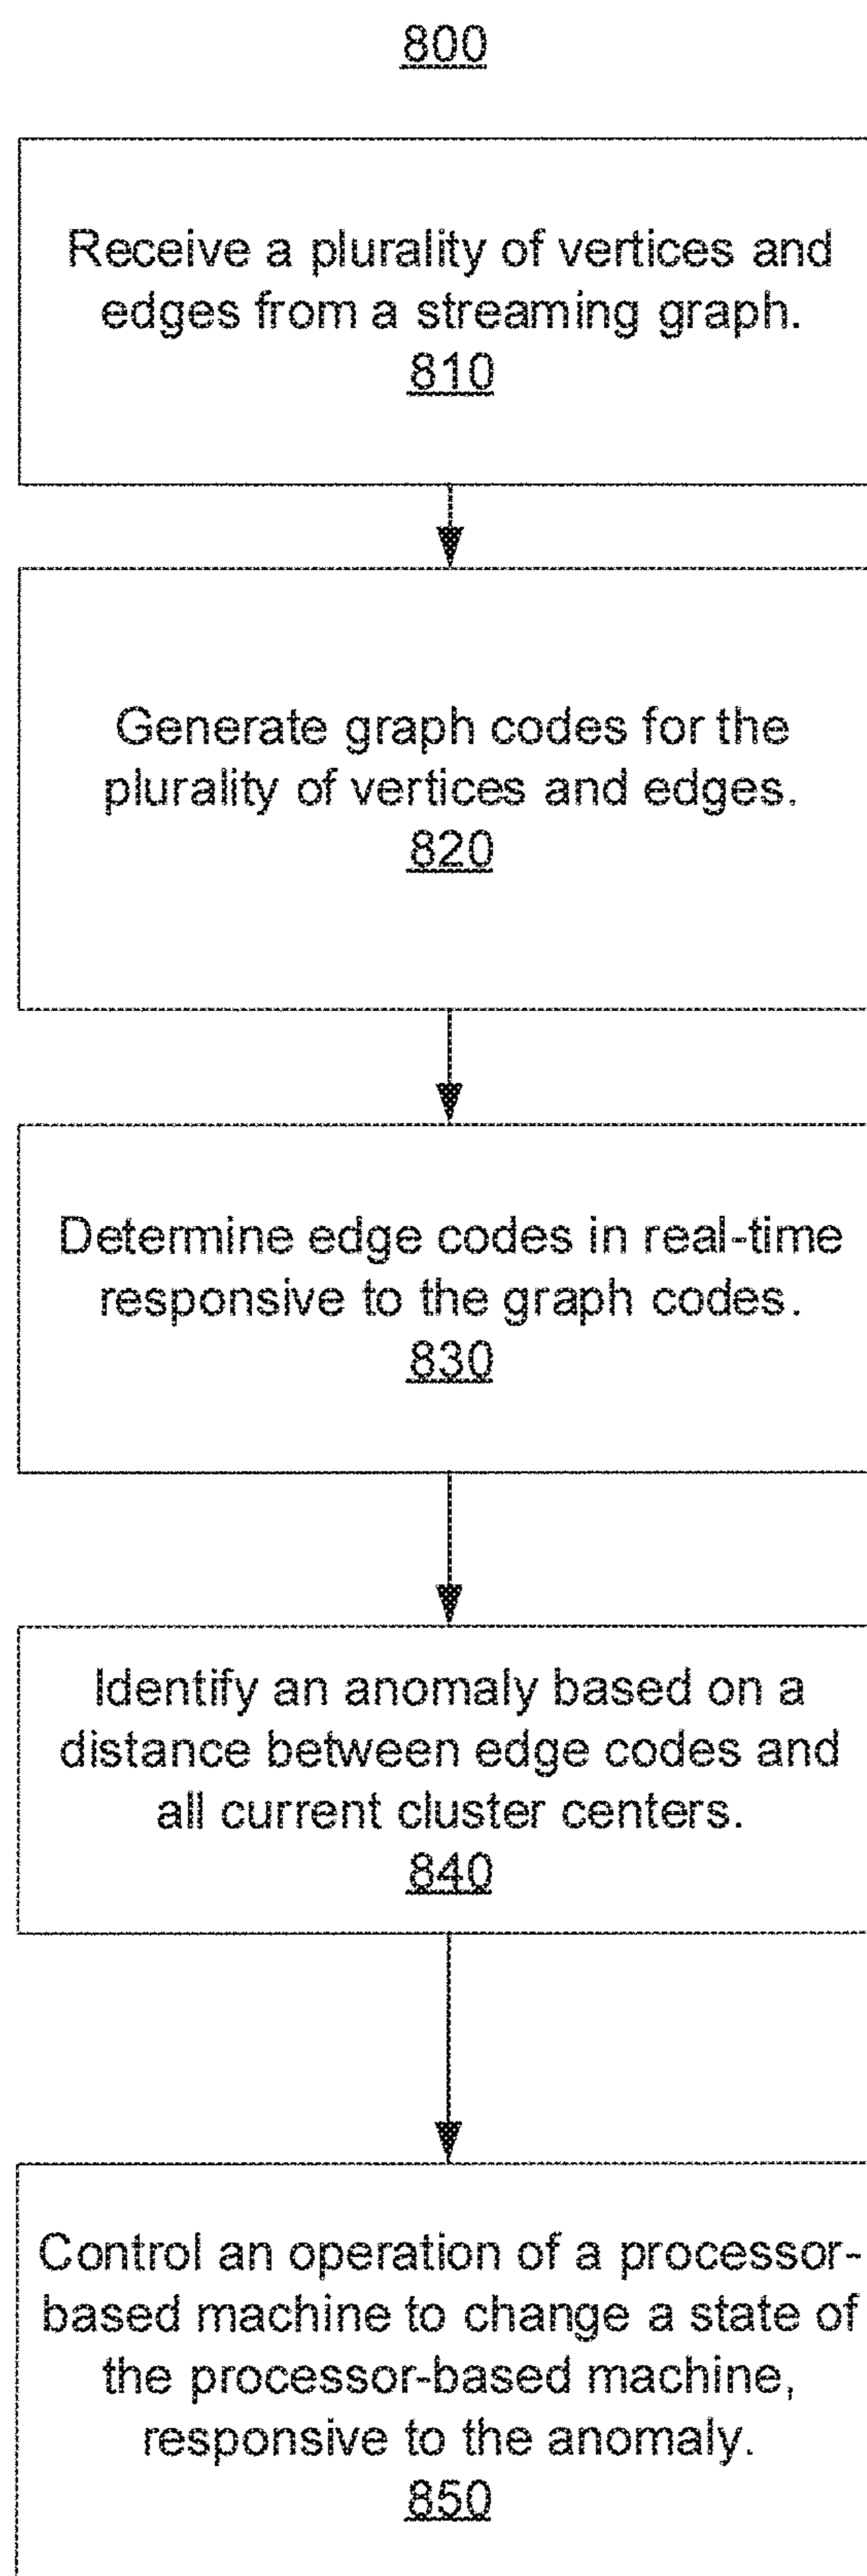 800
Receive a plurality of vertices and
edges from a streaming graph.
810
Generate graph codes for the
plurality of vertices and edges.
820
Determine edge codes in real-time
responsive to the graph codes.
830
Identify an anomaly based on a
distance between edge codes and
all current cluster centers.
840
Control an operation of a processor-
based machine to change a state of
the processor-based machine,
responsive to the anomaly.
850